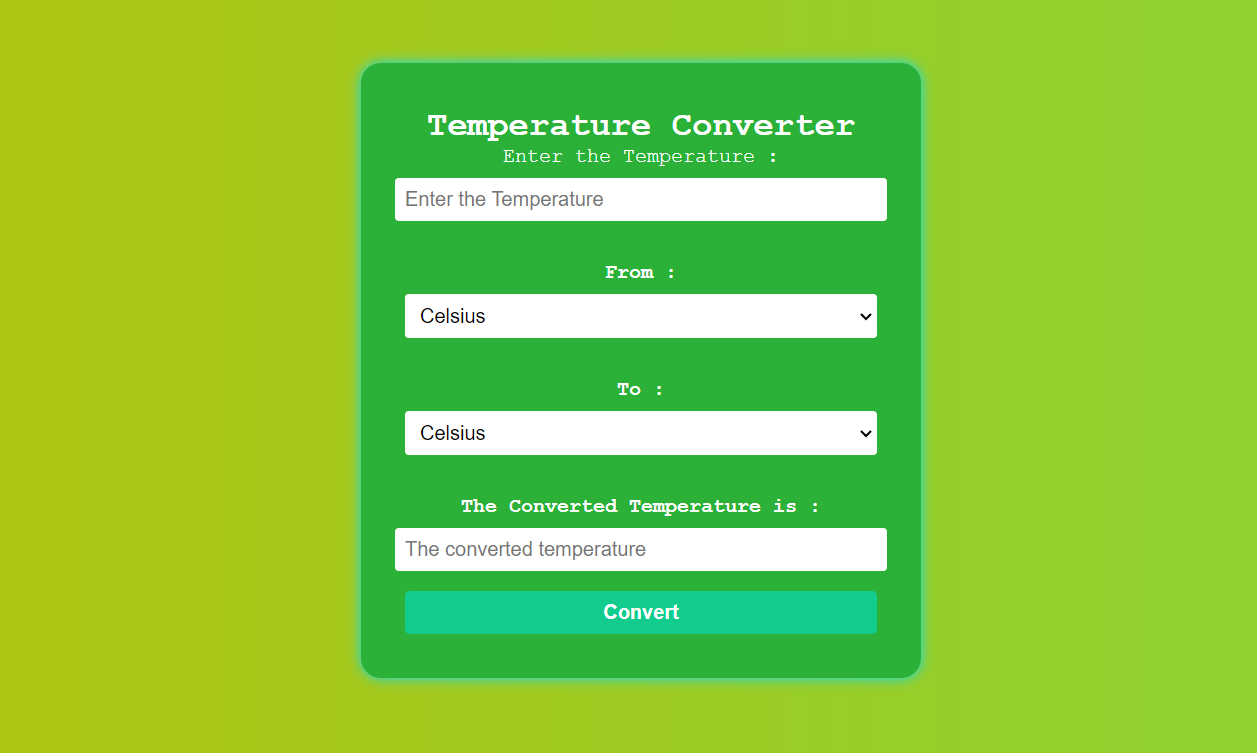 Temperature Converter
Enter the Temperature :
Enter the Temperature
From :
Celsius
To :
Celsius
The Converted Temperature is :
The converted temperature
Convert